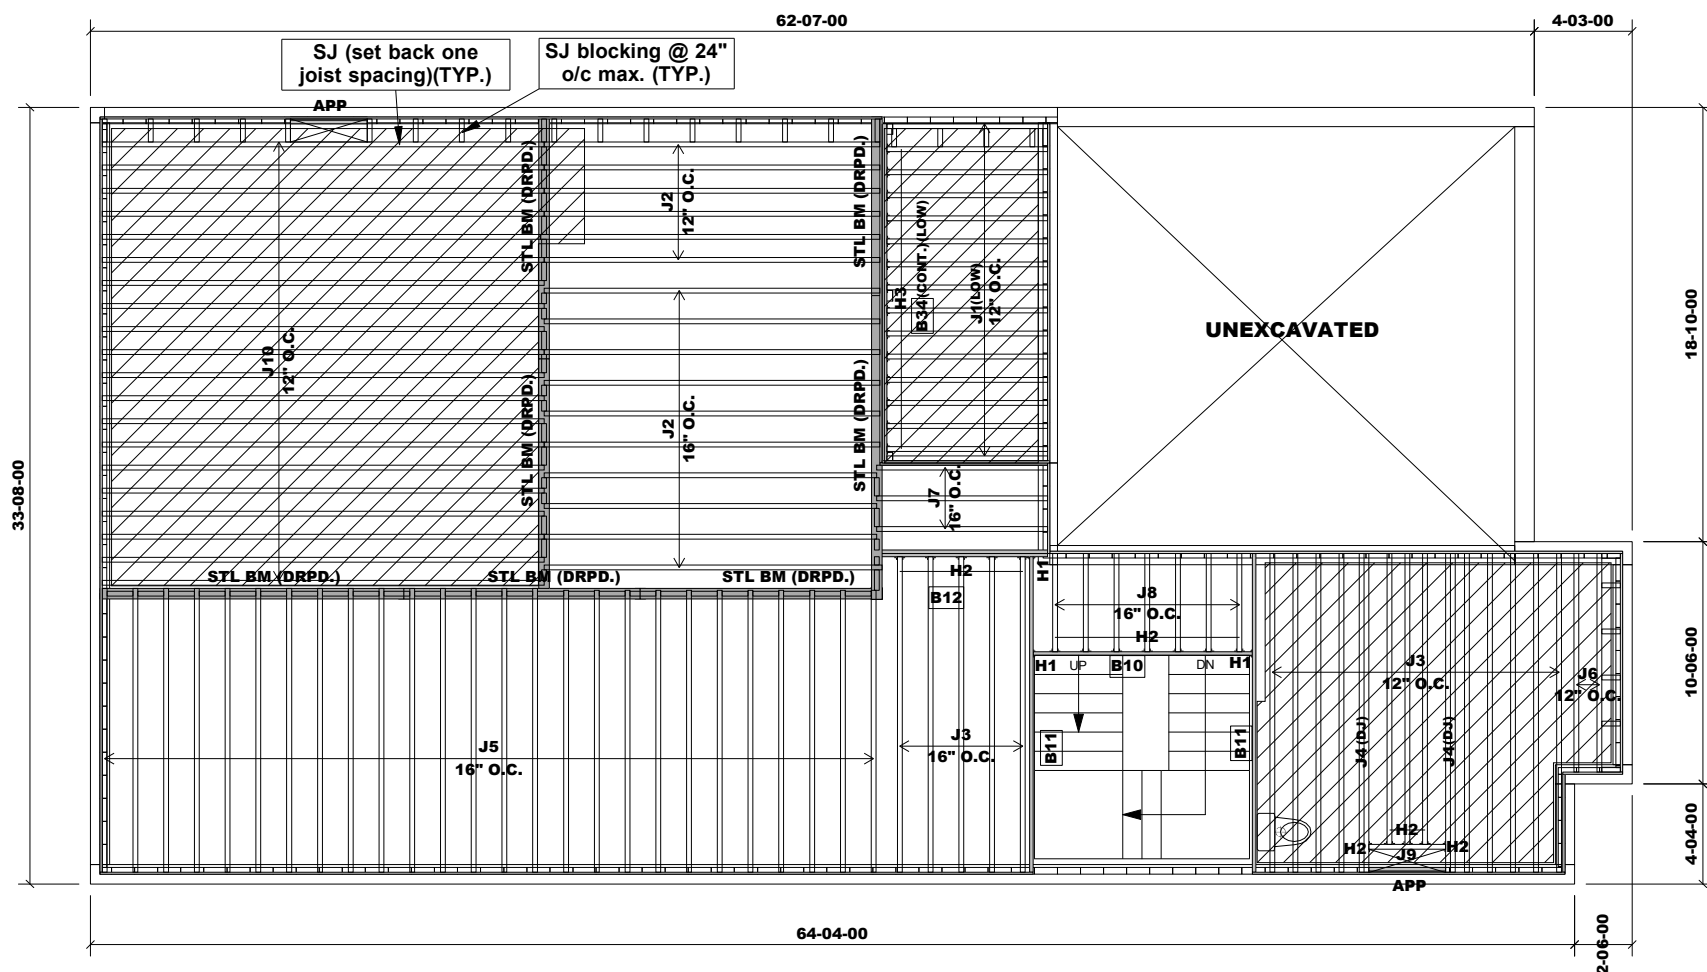 62-07-00
4-03-00
SJ (set back one
joist spacing)(TYP.)
SJ blocking @ 24"
o/c max. (TYP.)
APP
STL BM (DRPD.)
J2
12" O.C.
STL BM (DRPD.)
J10
12" O.C.
H3
B34(CONT.)(LOW)
J1(LOW)
12" O.C.
UNEXCAVATED
18-10-00
33-08-00
STL BM (DRPD.)
J2
16" O.C.
STL BM (DRPD.)
J7
16" O.C.
STL BM (DRPD.)
STL BM (DRPD.)
STL BM (DRPD.)
H2
B12
H1
J8
16" O.C.
H2
H1
UP
B10
DN
H1
J3
12" O.C.
J6
12" O.C.
10-06-00
J5
16" O.C.
J3
16" O.C.
B11
B11
J4(DJ)
J4(DJ)
H2
H2
J9
H2
APP
4-04-00
64-04-00
2-06-00